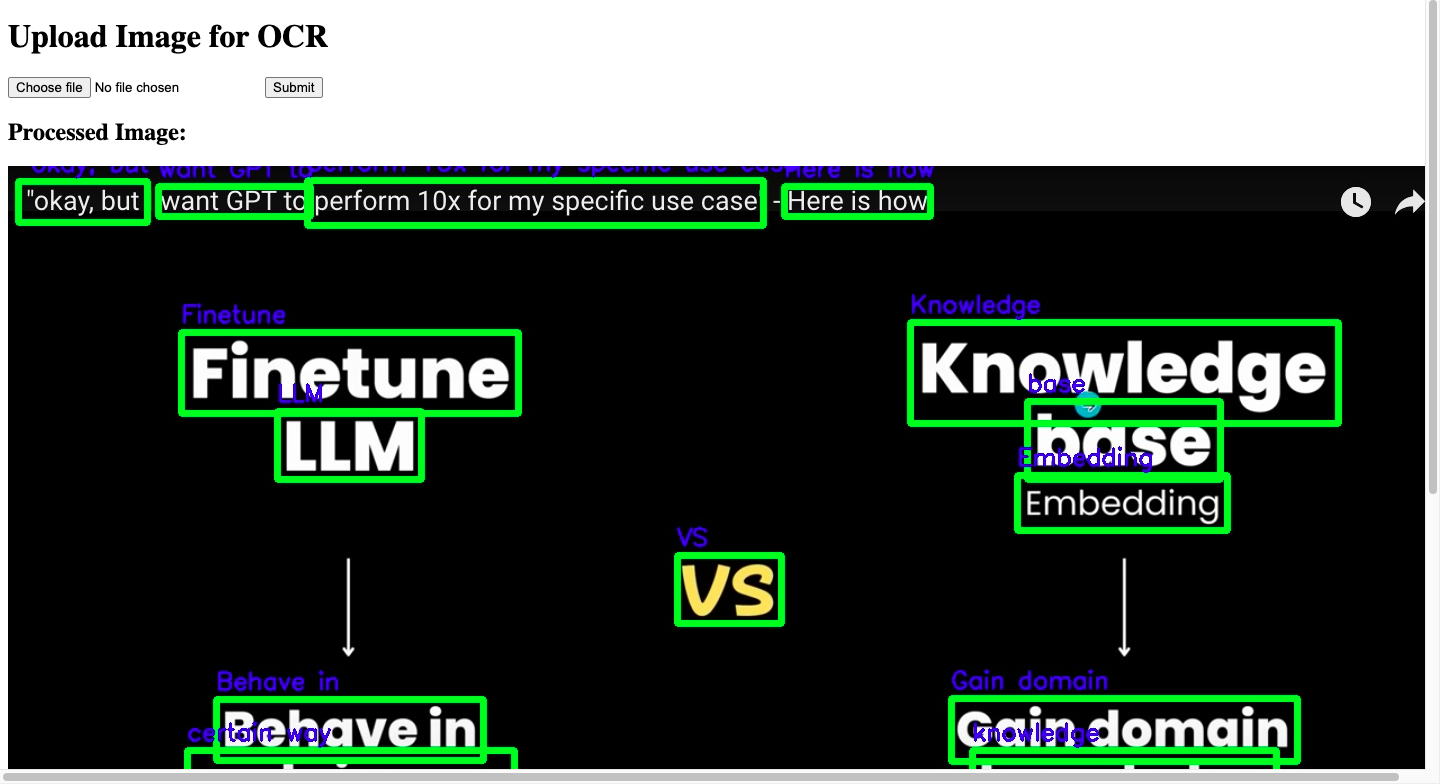 Upload Image for OCR
Choose file No file chosen Submit
Processed Image:
okay, but want GPT to perform 10x for my specific use case Here is how
"okay, but want GPT to perform 10x for my specific use case - Here is how
Finetune
Finetune
LLM
LLM
Knowledge
Knowledge
base
base
Embedding
Embedding
VS
VS
Behave in
Behave in
certain way
Gain domain
Gain domain
knowledge